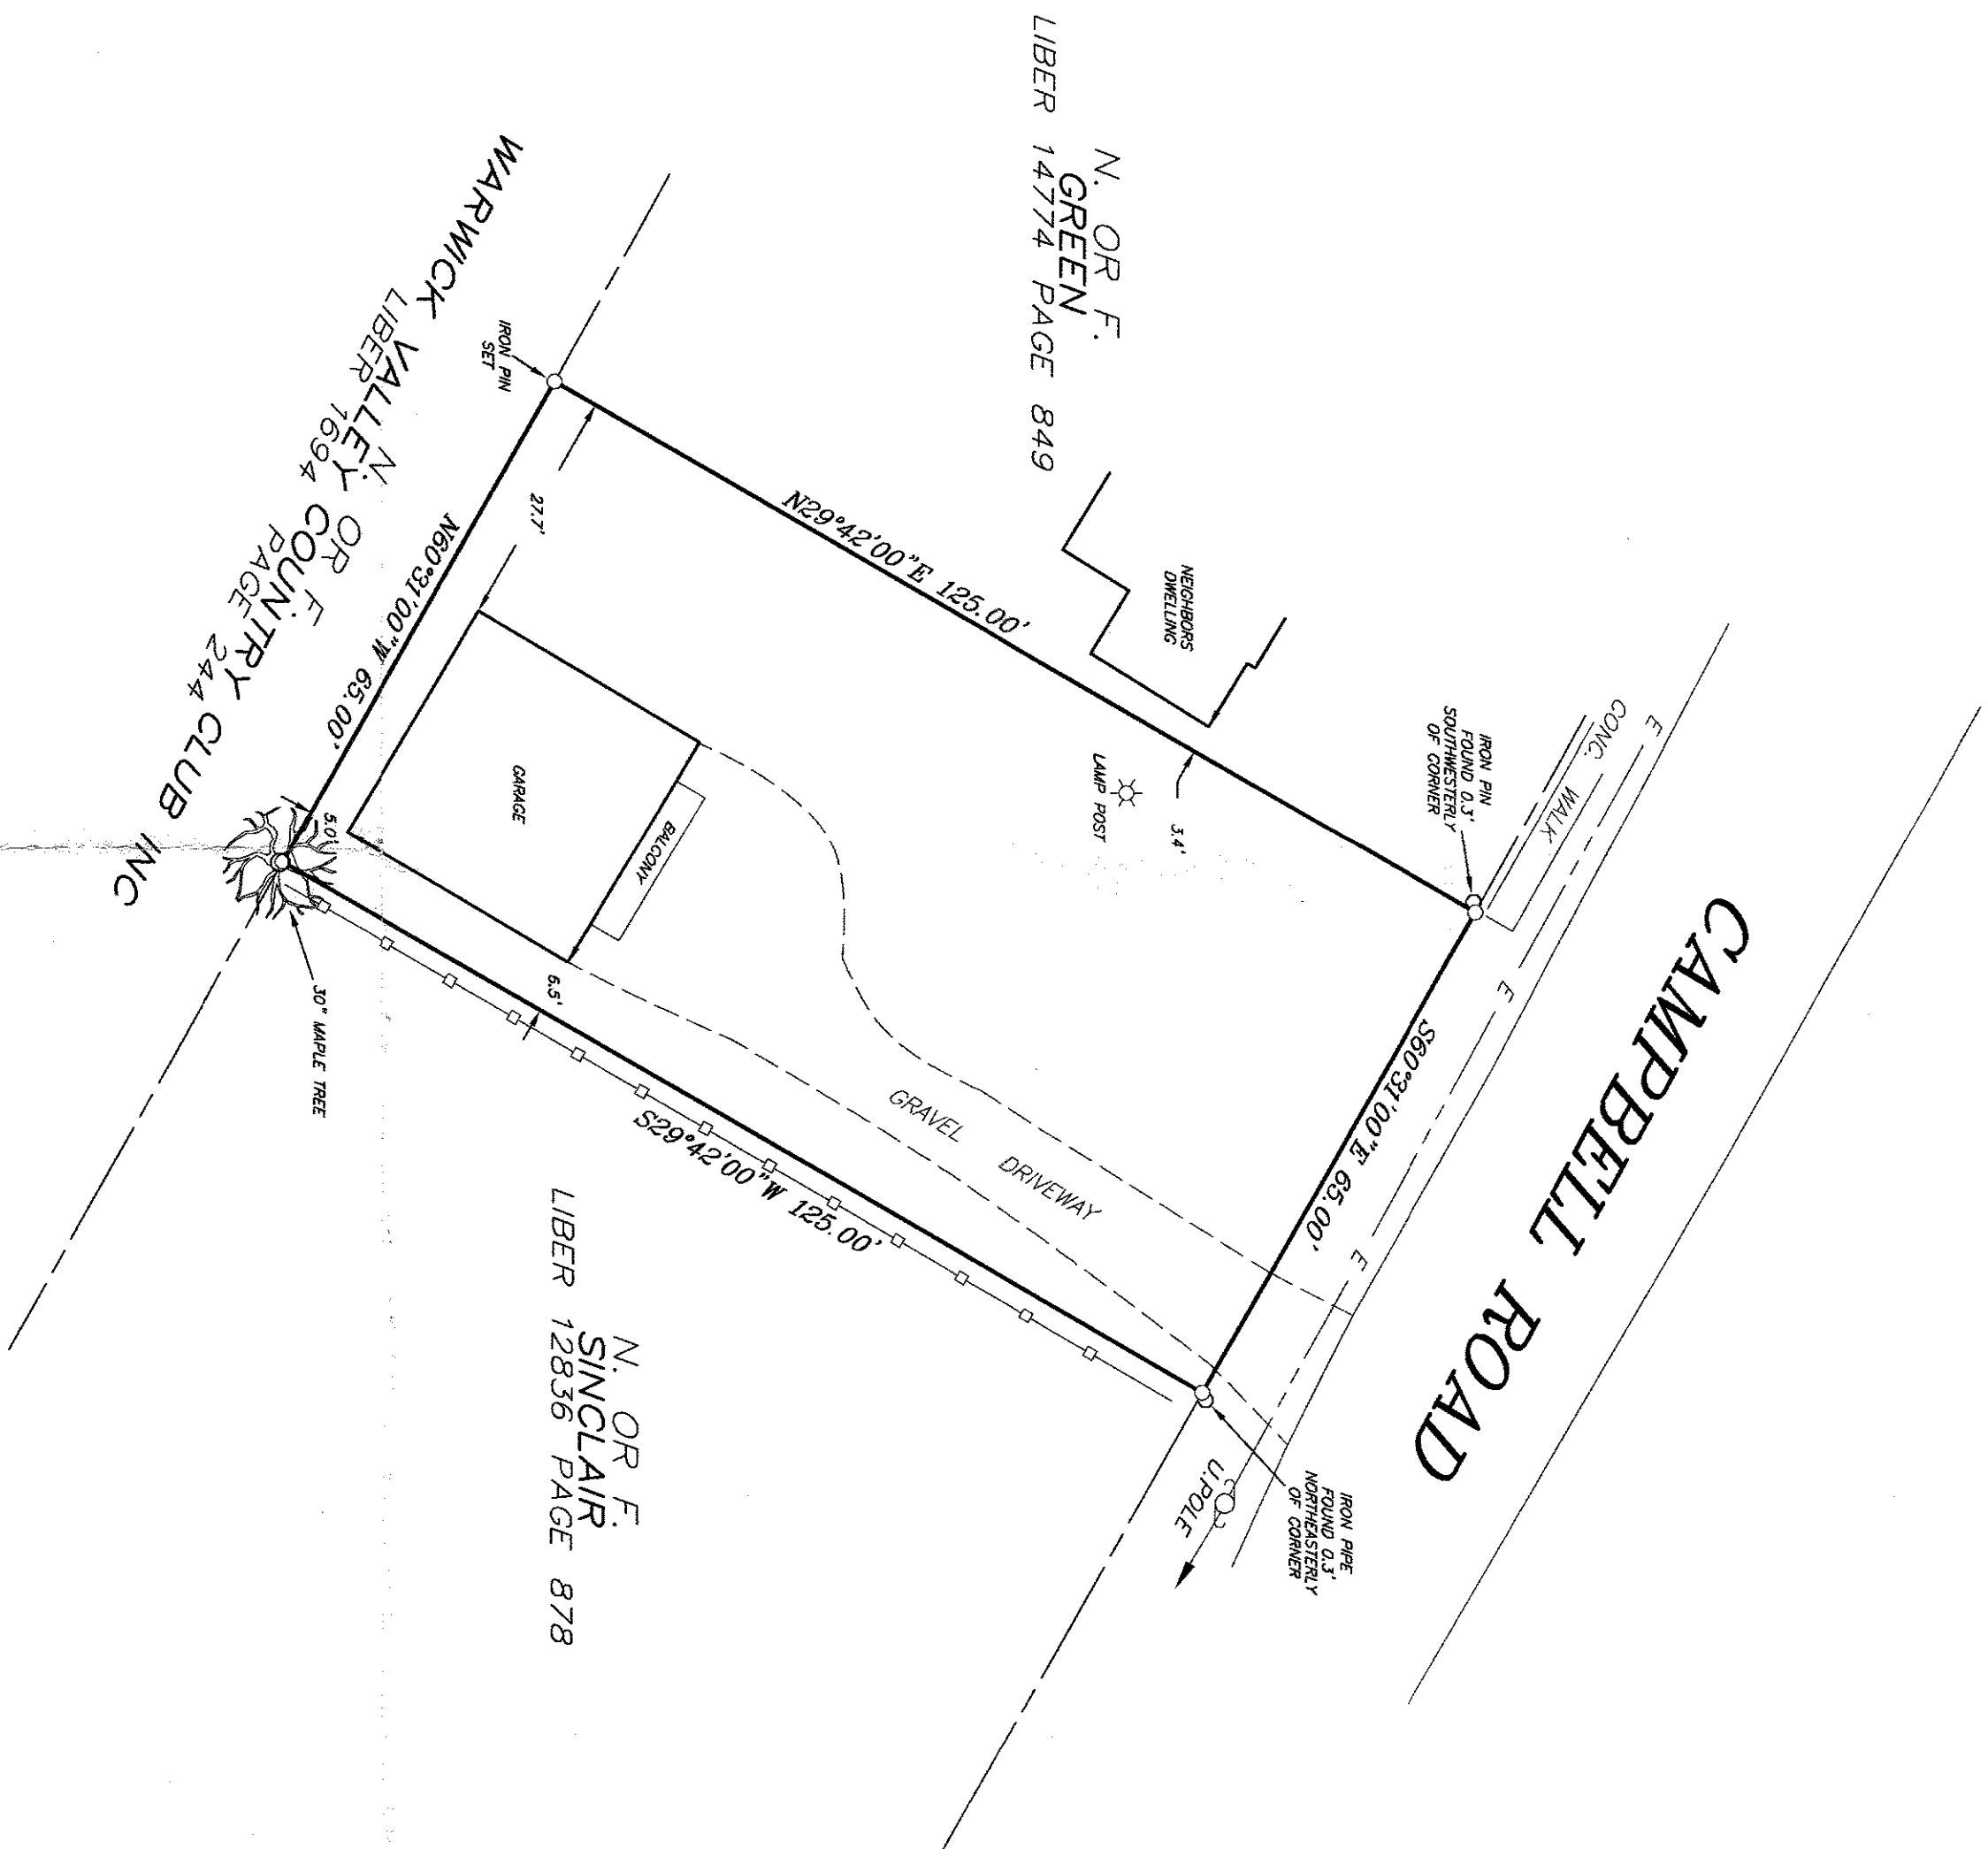 CAMPBELL ROAD
E
CONC. WALK
E
E
U.POLE
IRON PIN
FOUND 0.3'
SOUTHWESTERLY
OF CORNER
IRON PIPE
FOUND 0.3'
NORTHEASTERLY
OF CORNER
S60°31'00"E 65.00'
N. OR F.
GREEN
LIBER 14774 PAGE 849
NEIGHBORS
DWELLING
3.4'
LAMP POST
N29°42'00"E 125.00'
GRAVEL DRIVEWAY
BALCONY
GARAGE
27.7'
6.5'
5.0'
S29°42'00"W 125.00'
N. OR F.
SINCLAIR
LIBER 12836 PAGE 878
IRON PIN
SET
30" MAPLE TREE
N60°31'00"W 65.00'
N. OR F.
WARWICK VALLEY COUNTRY CLUB INC
LIBER 1694 PAGE 244